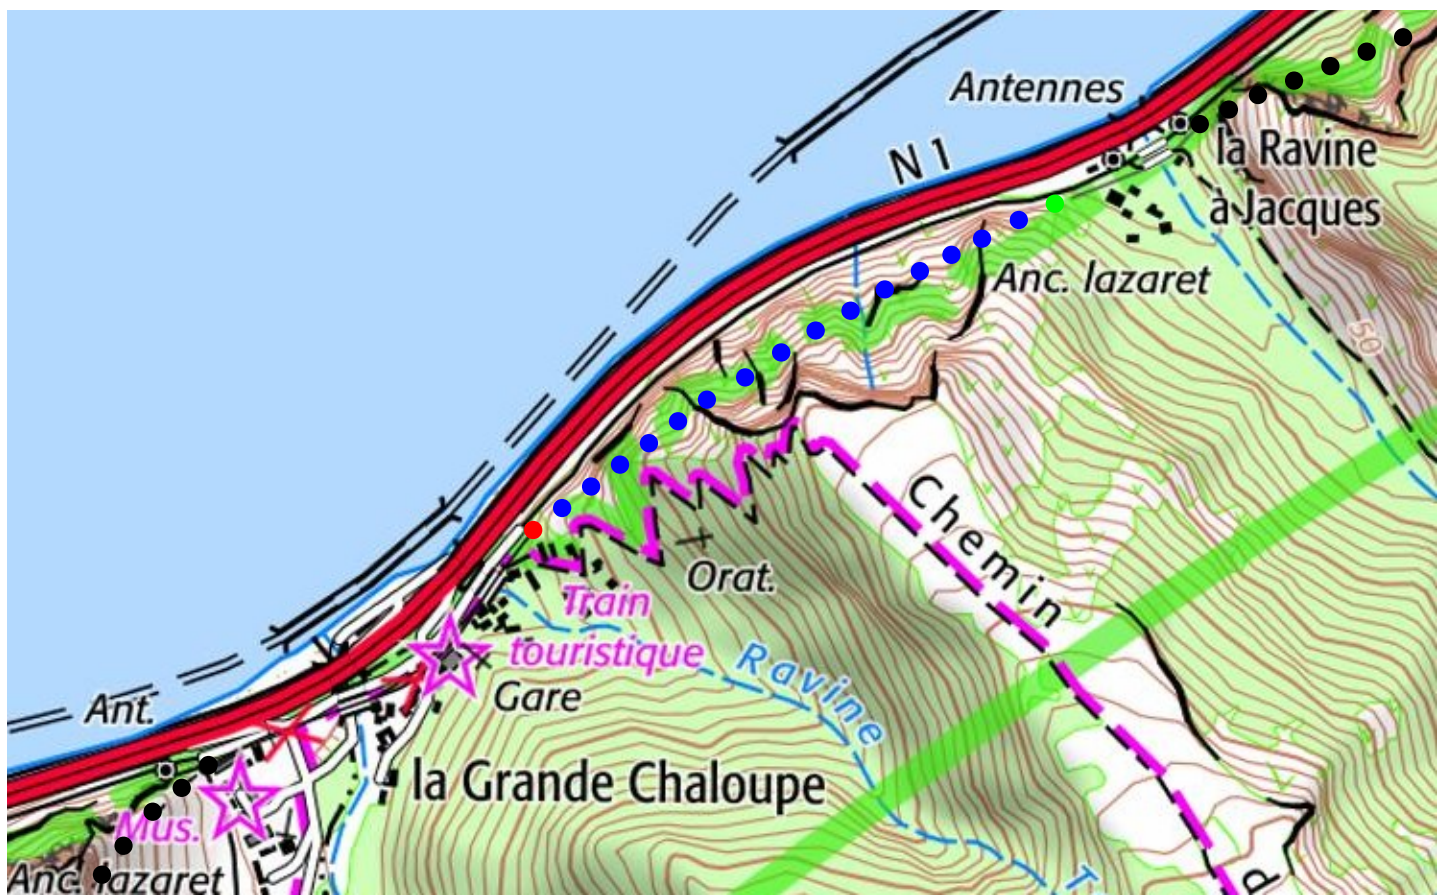 Antennes
N 1
la Ravine
à Jacques
Anc. lazaret
50
Chemin
Orat.
Train
touristique
Ravine
Gare
Ant.
la Grande Chaloupe
Mus.
Anc. lazaret
T
d